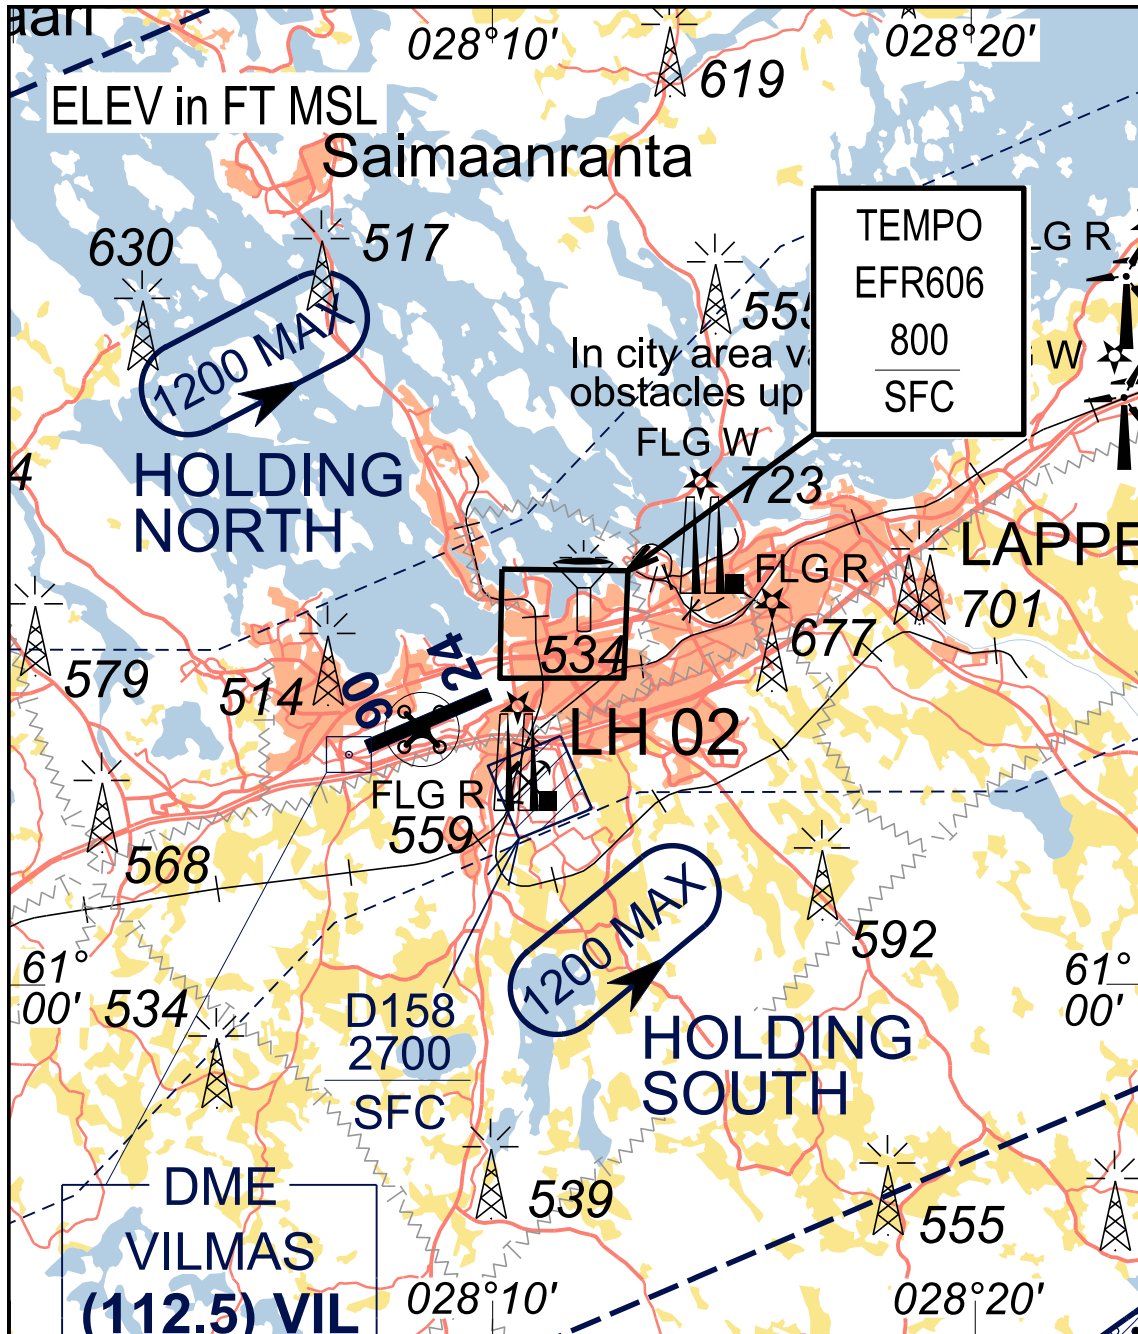 028°10'
028°20'
619
ELEV in FT MSL
Saimaanranta
630
517
TEMPO
EFR606
800
SFC
FLG R
1200 MAX
555
In city area
obstacles up
W
FLG W
723
HOLDING
NORTH
4
LAPPE
FLG R
701
677
534
579
514
24
06
LH 02
FLG R
559
568
1200 MAX
592
61°
00'
61°
00'
534
D158
2700
SFC
HOLDING
SOUTH
539
555
DME
VILMAS
(112.5) VIL
028°10'
028°20'